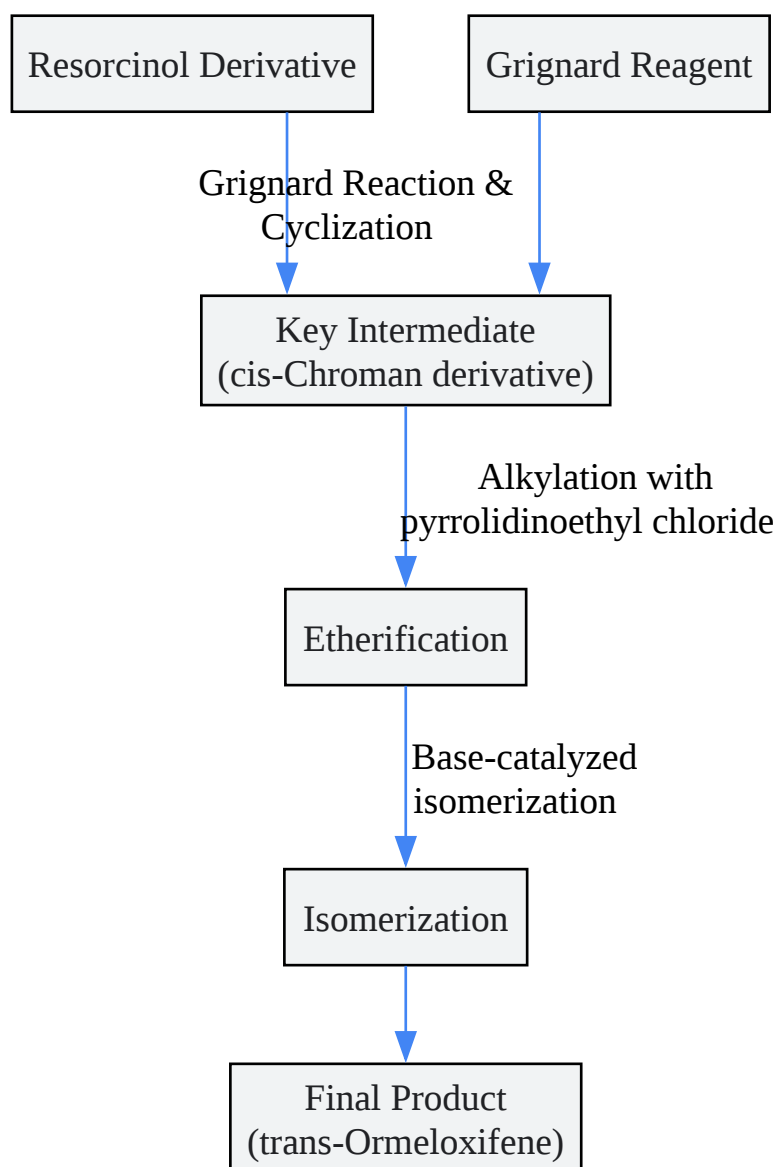 Resorcinol Derivative
Grignard Reagent
Grignard Reaction &
Cyclization
Key Intermediate
(cis-Chroman derivative)
Alkylation with
pyrrolidinoethyl chloride
Etherification
Base-catalyzed
isomerization
Isomerization
Final Product
(trans-Ormeloxifene)